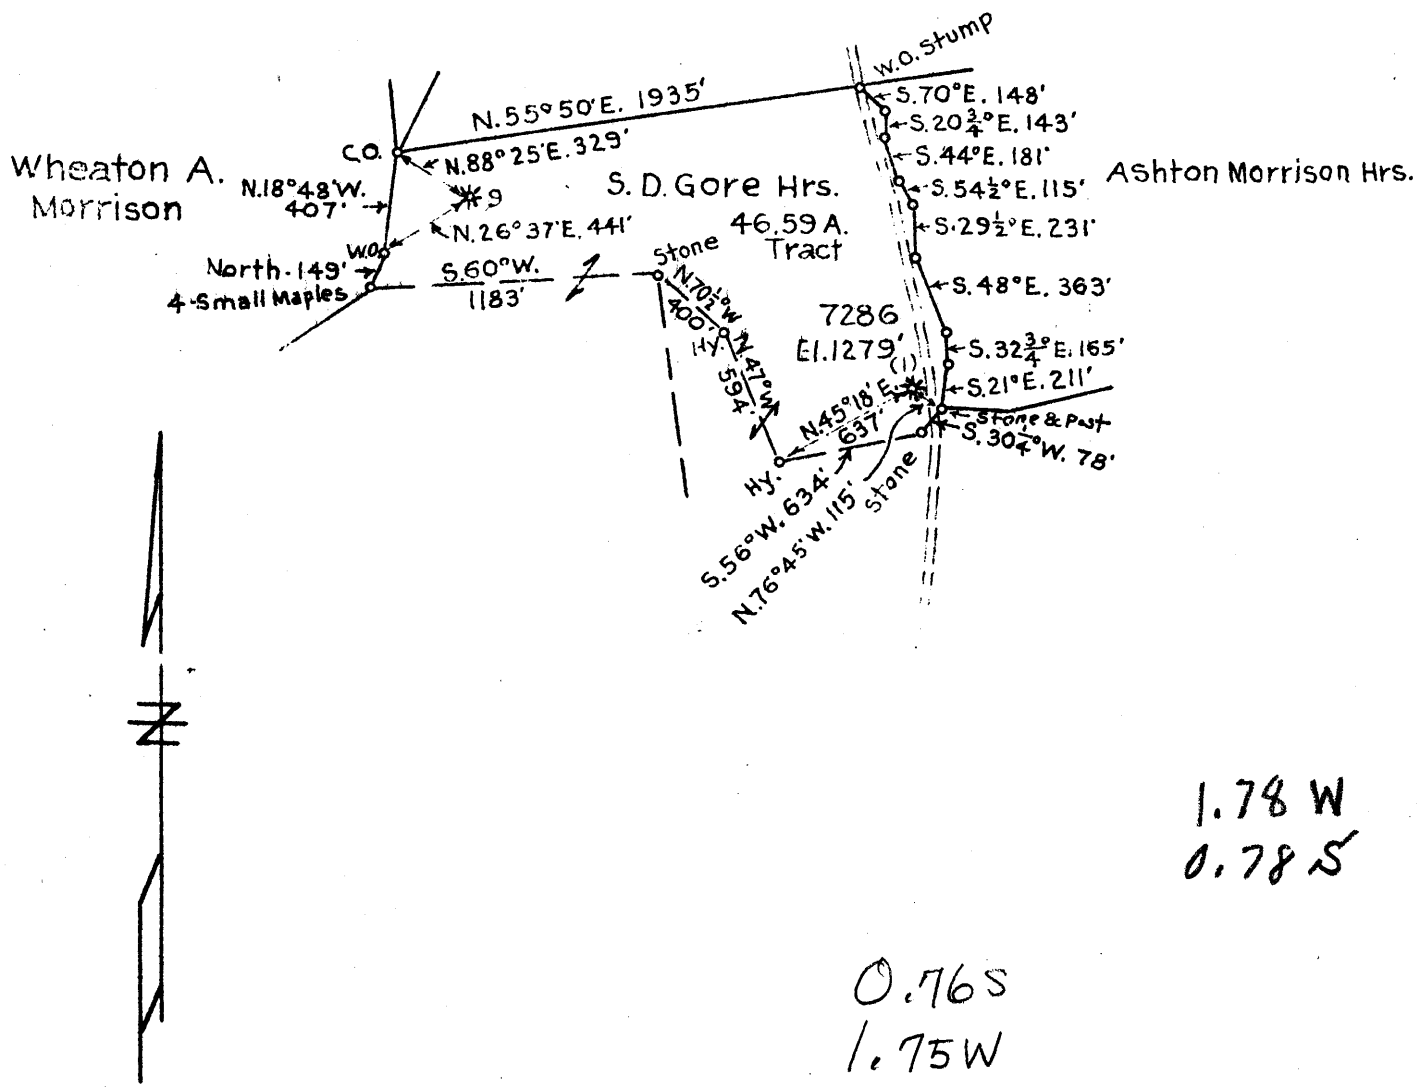 W.O. Stump
N.55°50'E. 1935'
S.70°E. 148'
S.20¾°E. 143'
C.O.
N.88°25'E. 329'
S.44°E. 181'
Wheaton A.
Morrison
N.18°48'W.
407'
9
S. D. Gore Hrs.
46.59 A.
Tract
S.54½°E. 115'
Ashton Morrison Hrs.
N.26°37'E. 441'
S.29½°E. 231'
W.O.
Stone
North - 149'
4-Small Maples
S.60°W.
1183'
N.70½°W
400'
S.48°E. 363'
Hy.
7286
El. 1279'
(1)
N.47°W.
594'
S.32¾°E. 165'
S.21°E. 211'
N.45°18'E.
637'
Stone & Post
S.30¼°W. 78'
Hy.
Stone
S.56°W. 634'
N.76°45'W. 115'
N
1.78 W
0.78 S
0.76 S
1.75 W